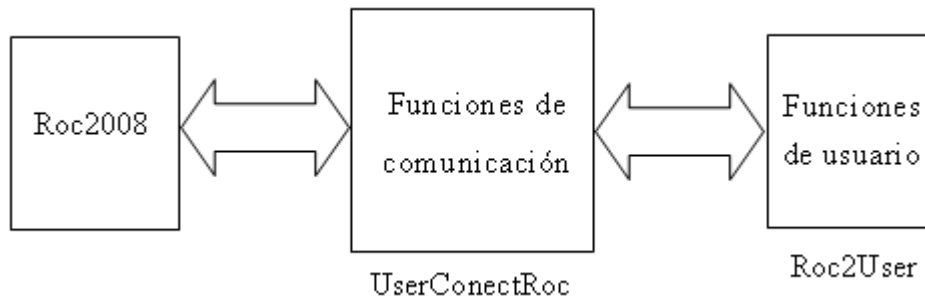 Roc2008
Funciones de
comunicación
UserConectRoc
Funciones
de usuario
Roc2User